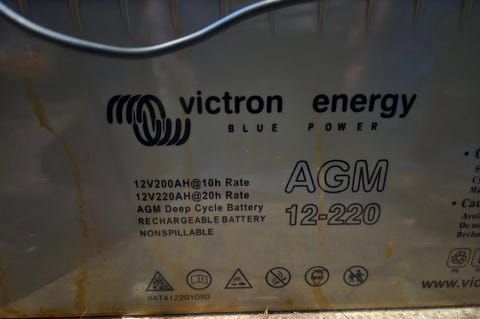 victron energy
BLUE POWER
12V200AH@10h Rate
12V220AH@20h Rate
AGM Deep Cycle Battery
RECHARGEABLE BATTERY
NONSPILLABLE
AGM
12-220
BAT412201080
Pb
www.vic